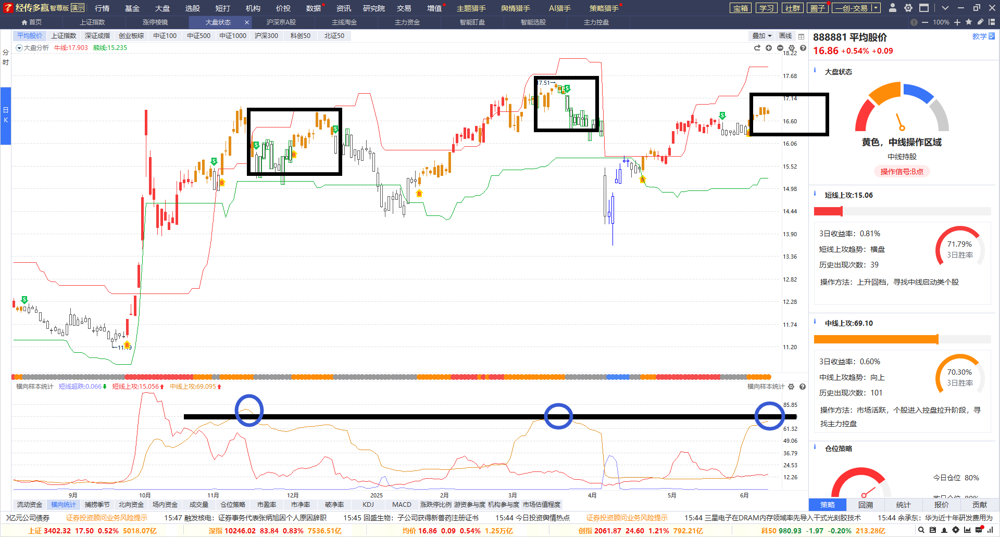 经传多赢 智尊版 演示 行情 基金 大盘 选股 短打 机构 价投 数据 资讯 研究院 交易 增值 主题猎手 舆情猎手 AI猎手 策略猎手 宝箱 学习 社群 圈子 一创-交易
首页 上证指数 涨停棱镜 大盘状态 沪深京A股 主线淘金 主力资金 智能盯盘 智能选股 主力控盘 100%
平均股价 上证指数 深证成指 创业板综 中证100 中证500 中证1000 沪深300 科创50 北证50 叠加 画线
大盘分析 牛线:17.903 熊线:15.235
分时
日K
18.22
17.68
17.14
16.60
16.06
15.52
14.98
14.44
13.90
13.36
12.82
12.28
11.74
11.20
17.51
横向样本统计 短线超跌:0.066 短线上攻:15.056 中线上攻:69.095 横向样本统计
85.85
61.32
49.06
36.79
24.53
12.26
9月 10月 11月 12月 2025 2月 3月 4月 5月 6月
流动资金 横向统计 捕捞季节 北向资金 场内资金 成交量 仓位策略 市盈率 市净率 破净率 KDJ MACD 涨跌停比例 游资参与度 机构参与度 市场估值程度
888881 平均股价 教学
16.86 +0.54% +0.09
大盘状态
黄色，中线操作区域
中线持股
操作信号:B点
短线上攻:15.06
3日收益率：0.81%
短线上攻趋势：横盘
历史出现次数：39
71.79%
3日胜率
操作方法：上升回档，寻找中线启动类个股
中线上攻:69.10
3日收益率：0.60%
中线上攻趋势：向上
历史出现次数：101
70.30%
3日胜率
操作方法：市场活跃，个股进入控盘拉升阶段，寻
找主力控盘
仓位策略
今日仓位 80%
策略 回溯 统计 报价 贡献
亿元公司债券 证券投资顾问业务风险提示 15:47 融发核电：证券事务代表张炳旭因个人原因辞职 15:45 回盛生物：子公司获得新兽药注册证书 15:44 今日投资舆情热点 证券投资顾问业务风险提示 15:44 三星电子在DRAM内存领域率先导入干式光刻胶技术 15:44 余承东：华为近十年研发费用为
上证 3402.32 17.50 0.52% 5018.07亿 深指 10246.02 83.84 0.83% 7536.51亿 均价 16.86 0.09 0.54% 1.25万亿 创指 2061.87 24.60 1.21% 792.21亿 科50 980.93 -1.97 -0.20% 213.28亿